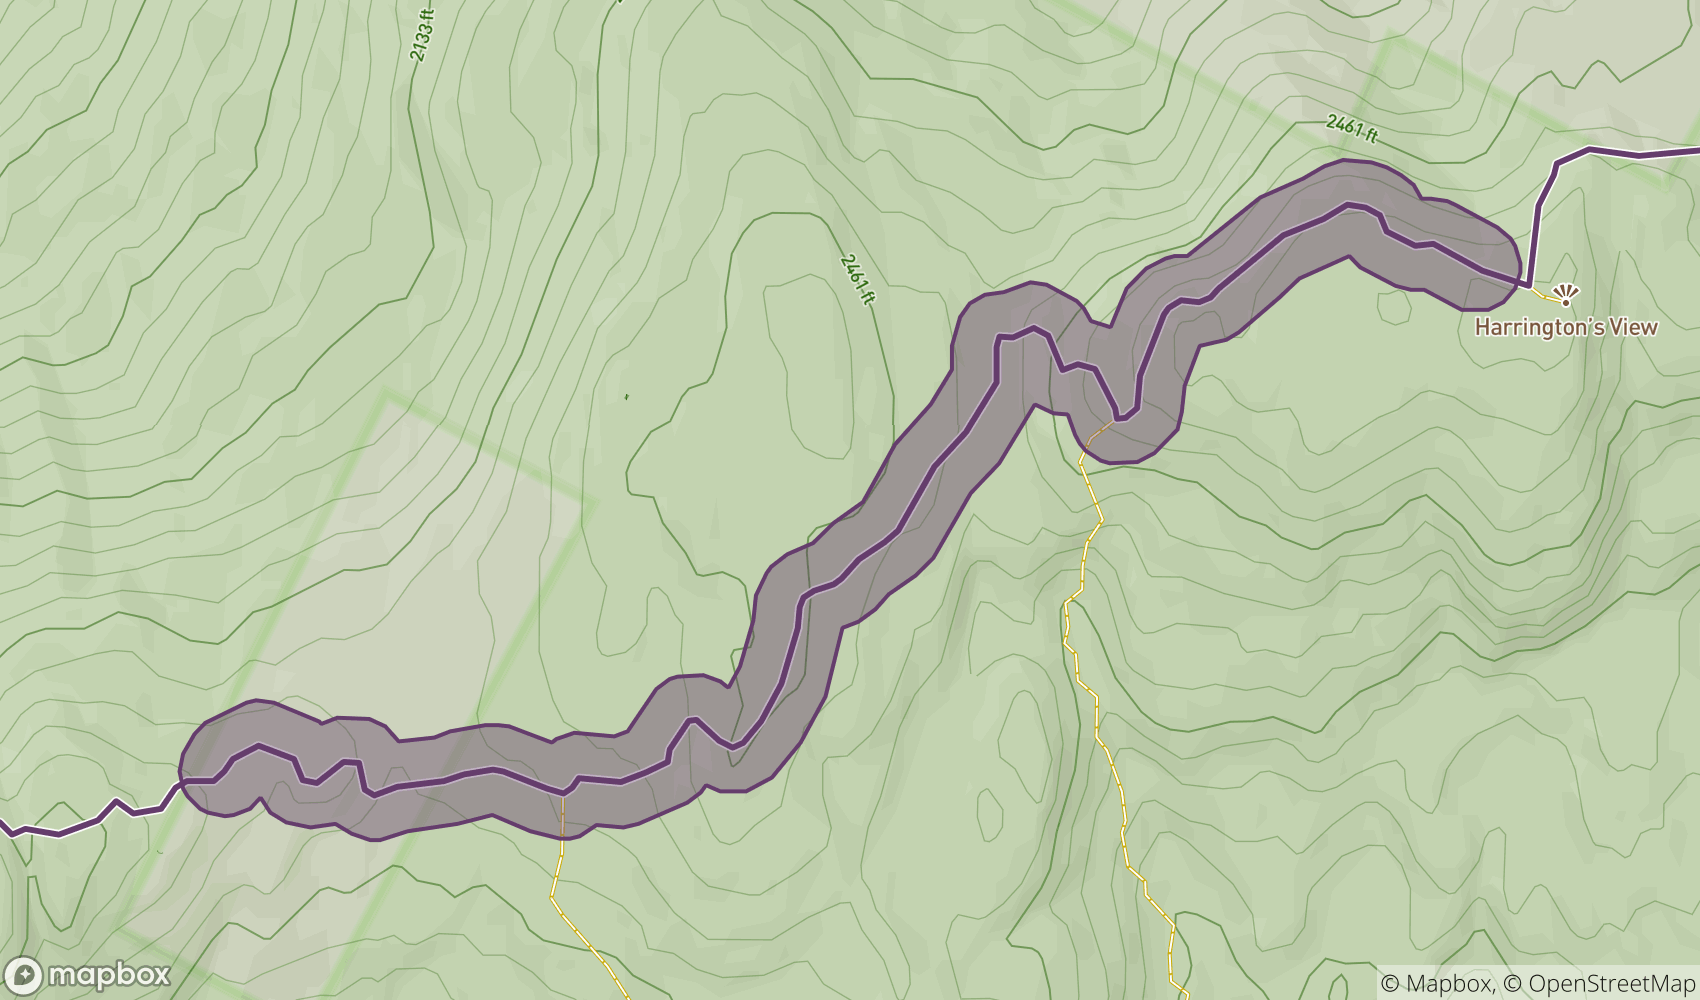 2133 ft
2461 ft
2461 ft
Harrington's View
mapbox
© Mapbox, © OpenStreetMap